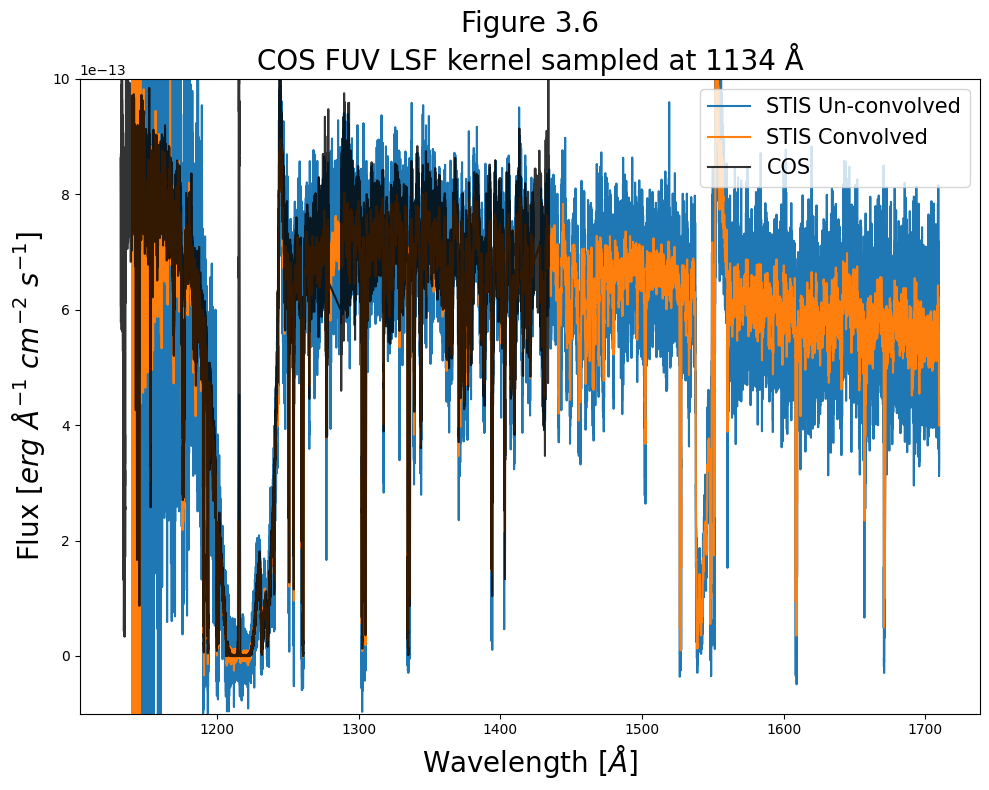 Figure 3.6
COS FUV LSF kernel sampled at 1134 Å
1e−13
10
8
6
4
2
0
Flux [erg Å⁻¹ cm⁻² s⁻¹]
STIS Un-convolved
STIS Convolved
COS
1200 1300 1400 1500 1600 1700
Wavelength [Å]